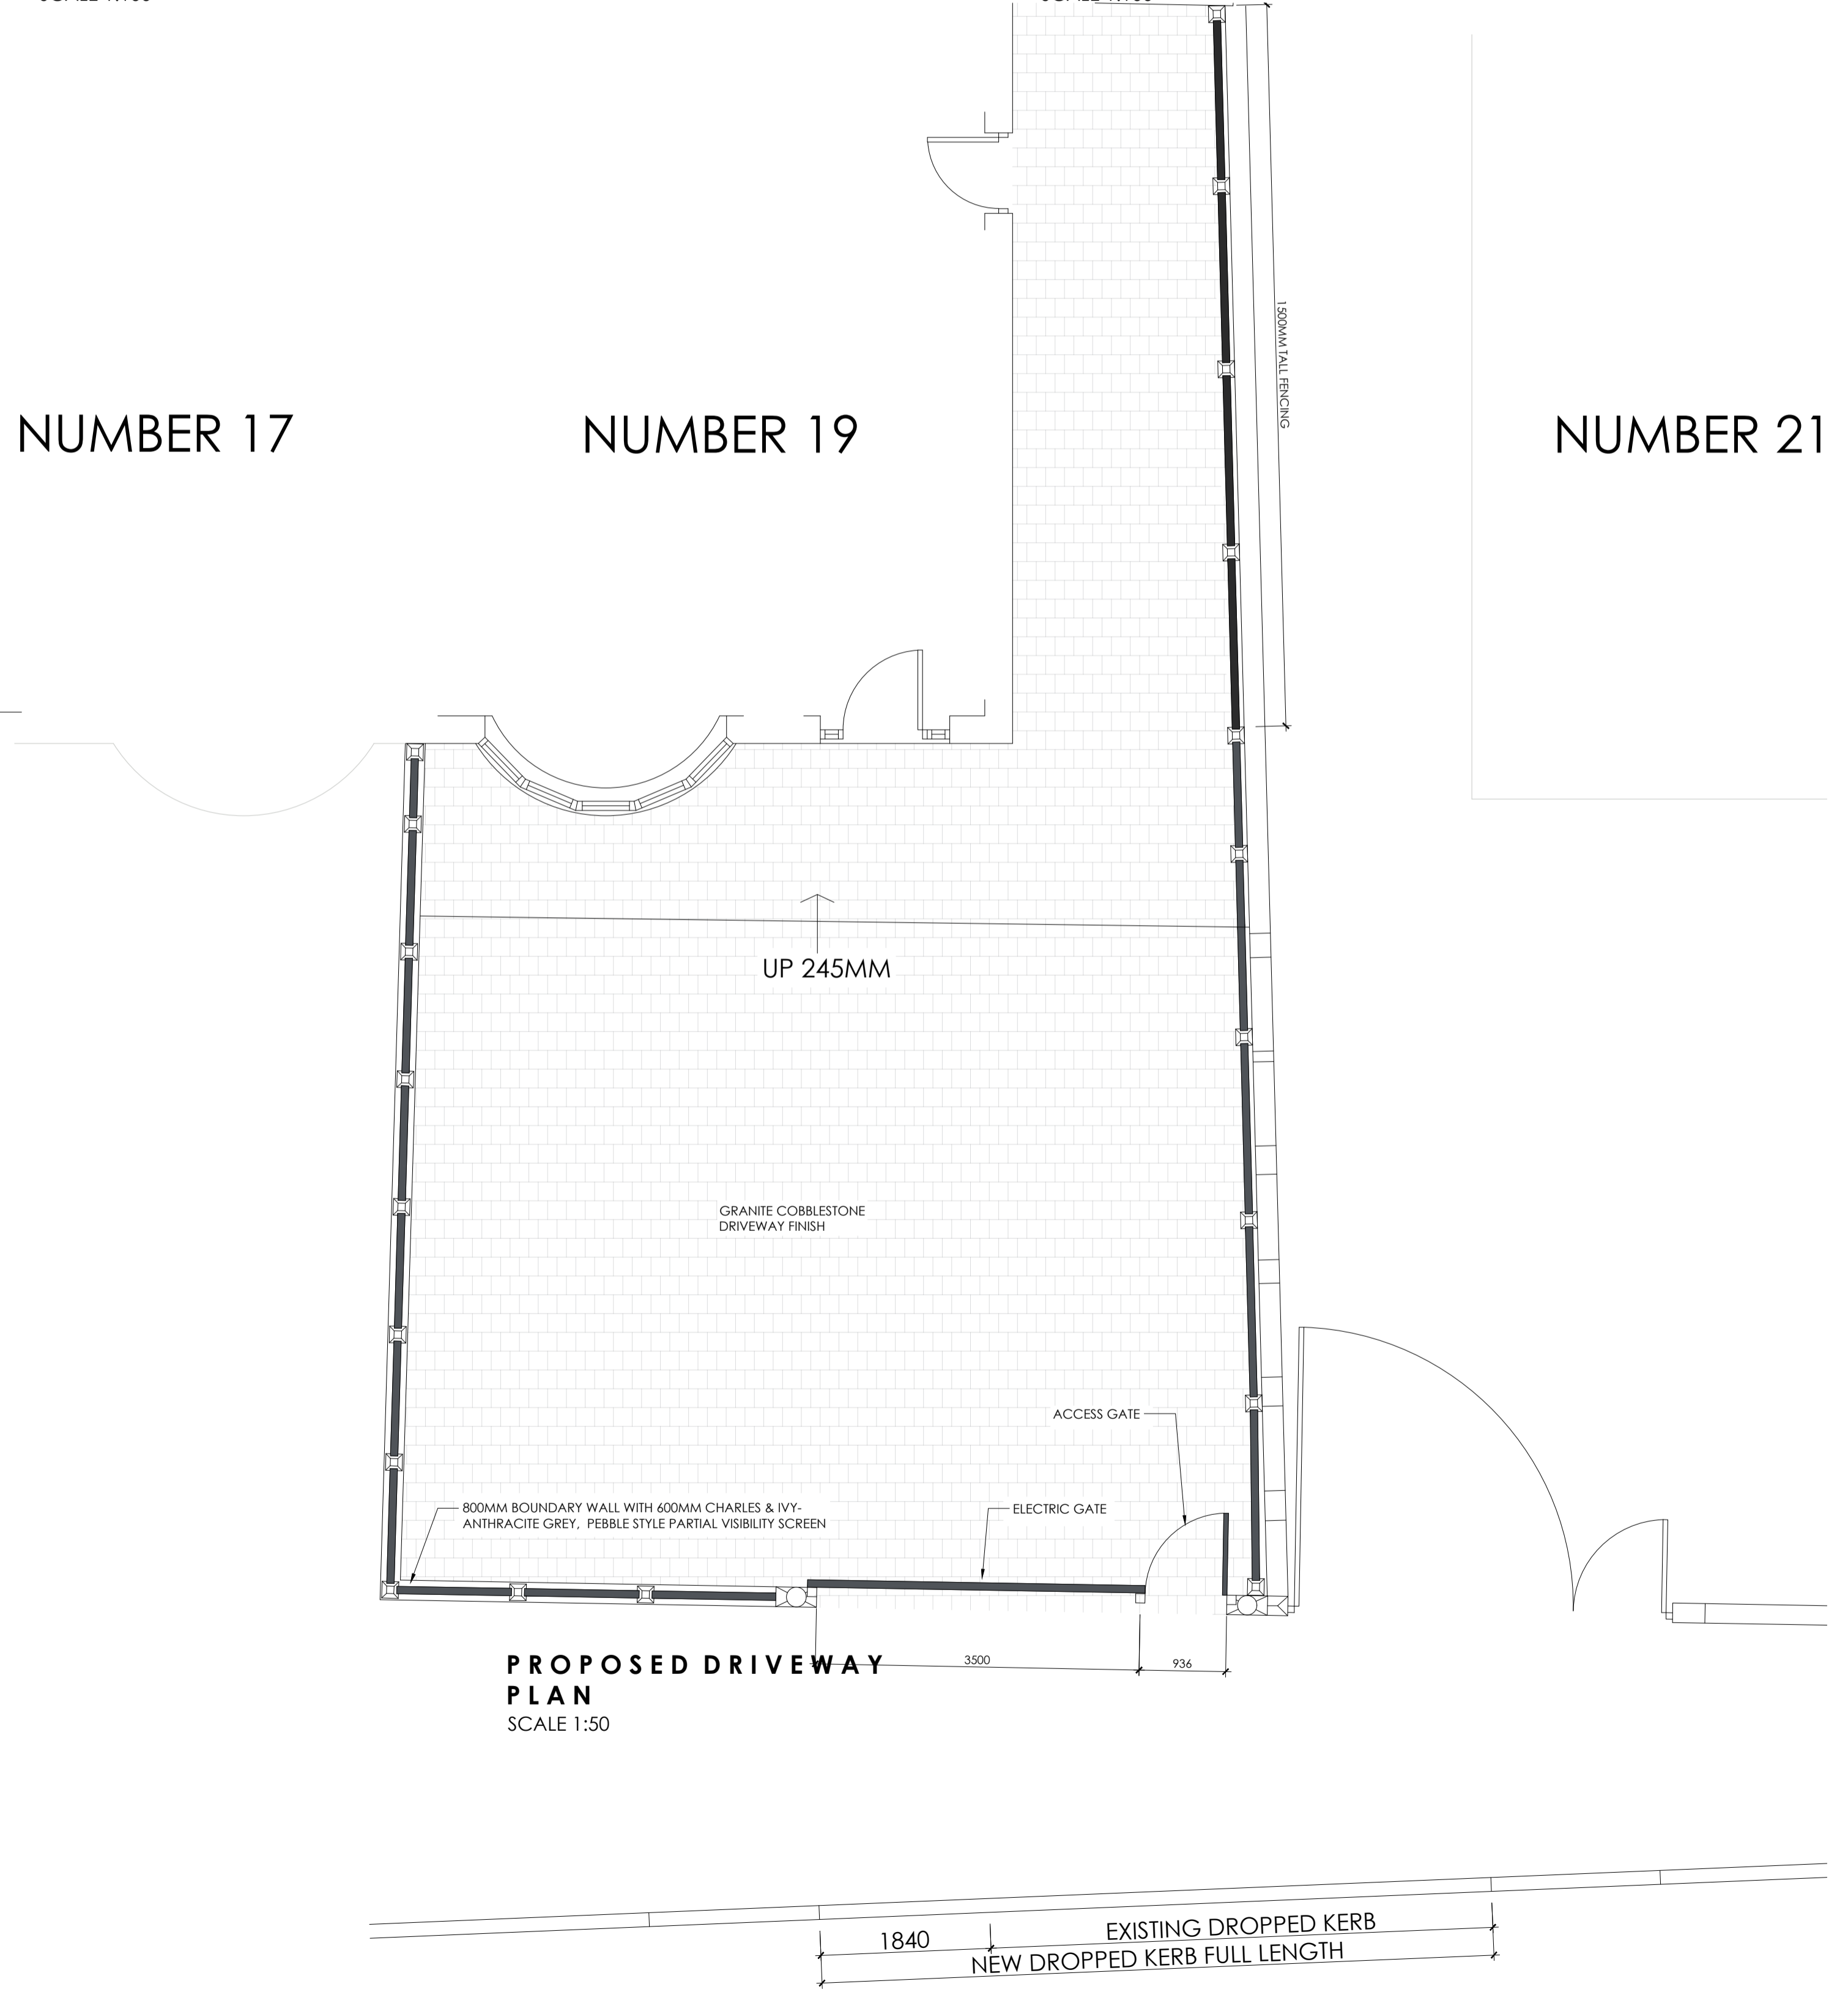 NUMBER 17
NUMBER 19
NUMBER 21
1500MM TALL FENCING
UP 245MM
GRANITE COBBLESTONE
DRIVEWAY FINISH
ACCESS GATE
800MM BOUNDARY WALL WITH 600MM CHARLES & IVY-
ANTHRACITE GREY, PEBBLE STYLE PARTIAL VISIBILITY SCREEN
ELECTRIC GATE
3500
936
PROPOSED DRIVEWAY
PLAN
SCALE 1:50
1840
EXISTING DROPPED KERB
NEW DROPPED KERB FULL LENGTH